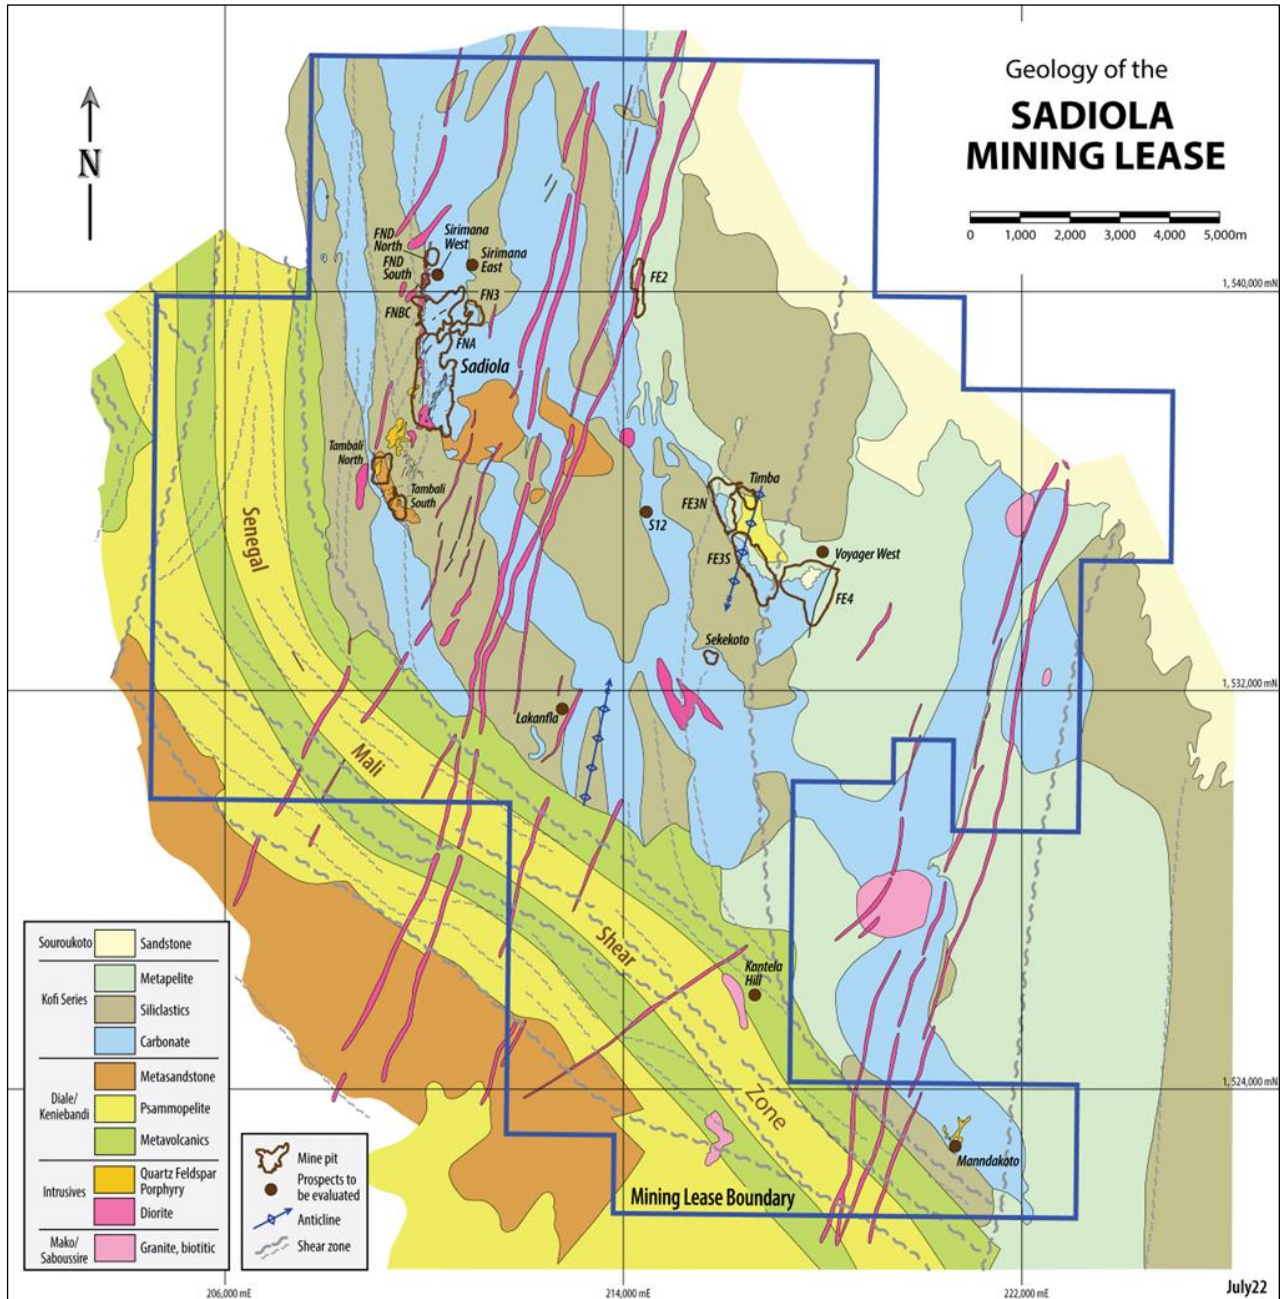 Geology of the
SADIOLA
MINING LEASE
0 1,000 2,000 3,000 4,000 5,000m
N
FND
North
Sirimana
West
FND
South
Sirimana
East
FE2
1,540,000 mN
FN3
FNBC
FNA
Sadiola
Tambali
North
Timba
Tambali
South
FE3N
S12
Senegal
FE3S
Voyager West
FE4
Sekekoto
1,532,000 mN
Lakanfla
Mali
Shear
Kantela
Hill
Zone
1,524,000 mN
Manndakoto
Mining Lease Boundary
Souroukoto
Sandstone
Kofi Series
Metapelite
Siliclastics
Carbonate
Diale/
Keniebandi
Metasandstone
Psammopelite
Metavolcanics
Intrusives
Quartz Feldspar
Porphyry
Diorite
Mako/
Saboussire
Granite, biotitic
Mine pit
Prospects to
be evaluated
Anticline
Shear zone
206,000 mE
214,000 mE
222,000 mE
July22